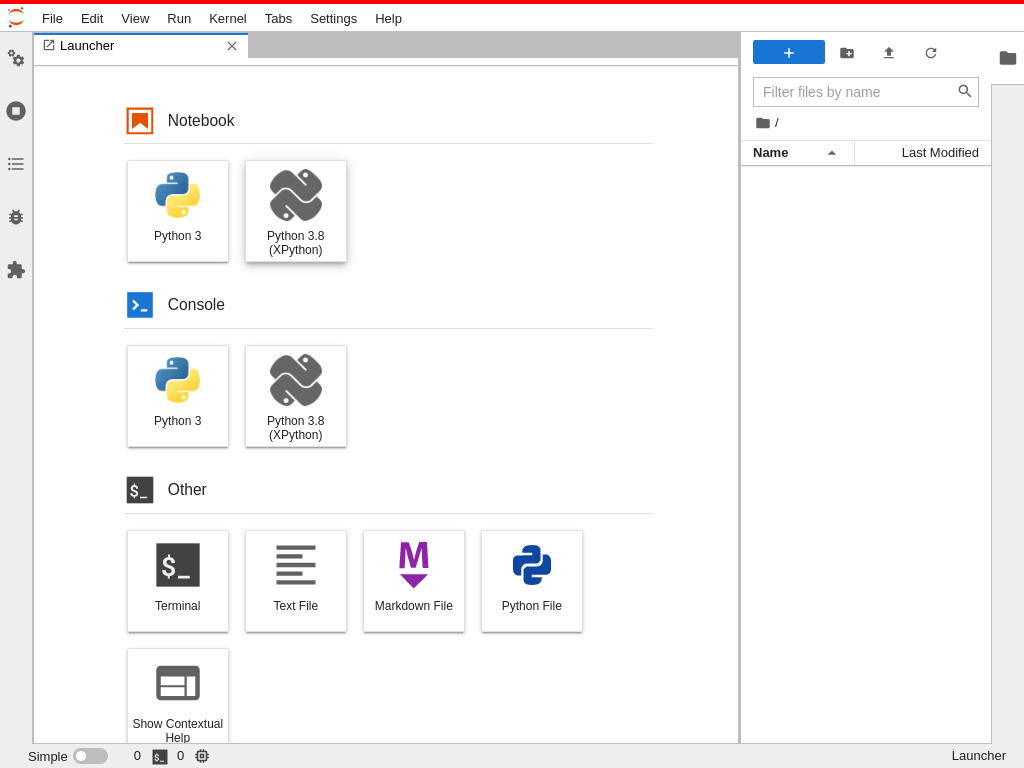 File Edit View Run Kernel Tabs Settings Help
Launcher
Filter files by name
/
Name Last Modified
Notebook
Python 3
Python 3.8
(XPython)
Console
Python 3
Python 3.8
(XPython)
Other
$_ 
Terminal
Text File
M
Markdown File
Python File
Show Contextual
Help
Simple 0 $_ 0 Launcher